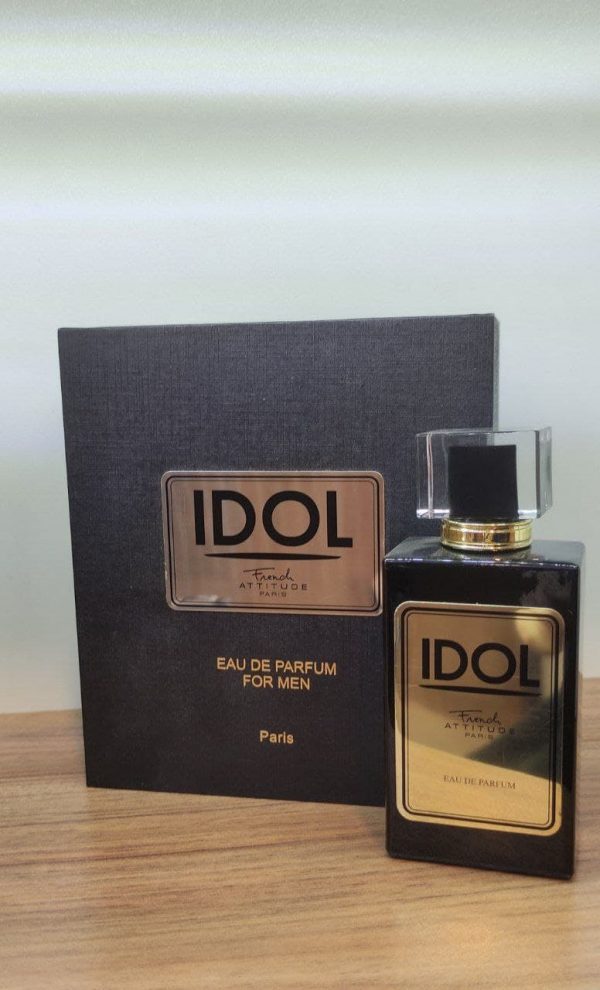 IDOL
French
ATTITUDE
PARIS
EAU DE PARFUM
FOR MEN
Paris
IDOL
French
ATTITUDE
PARIS
EAU DE PARFUM